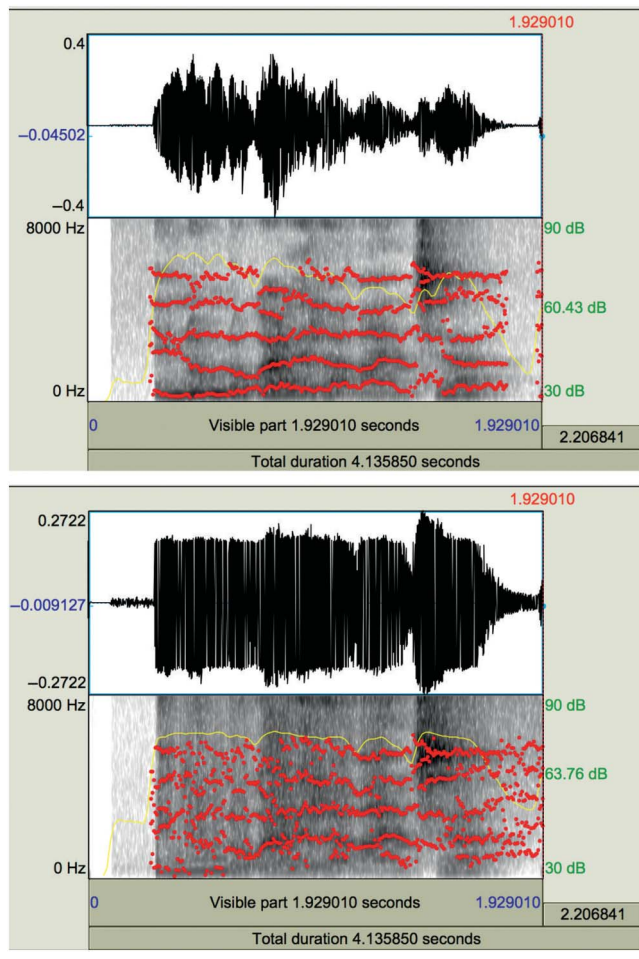 1.929010
0.4
–0.04502
–0.4
8000 Hz 90 dB
60.43 dB
0 Hz 30 dB
0 Visible part 1.929010 seconds 1.929010 2.206841
Total duration 4.135850 seconds
1.929010
0.2722
–0.009127
–0.2722
8000 Hz 90 dB
63.76 dB
0 Hz 30 dB
0 Visible part 1.929010 seconds 1.929010 2.206841
Total duration 4.135850 seconds